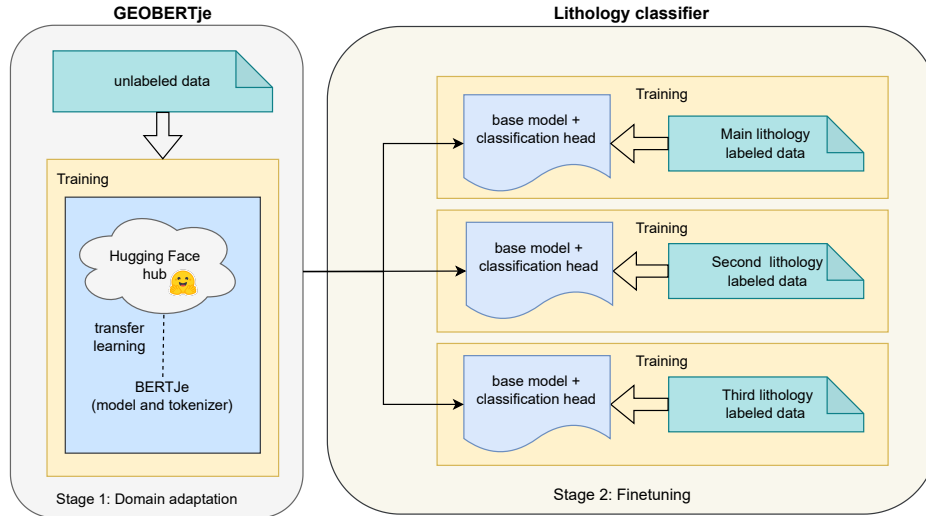 GEOBERTje
unlabeled data
Training
Hugging Face
hub
transfer
learning
BERTJe
(model and tokenizer)
Stage 1: Domain adaptation
Lithology classifier
Training
base model +
classification head
Main lithology
labeled data
Training
base model +
classification head
Second lithology
labeled data
Training
base model +
classification head
Third lithology
labeled data
Stage 2: Finetuning